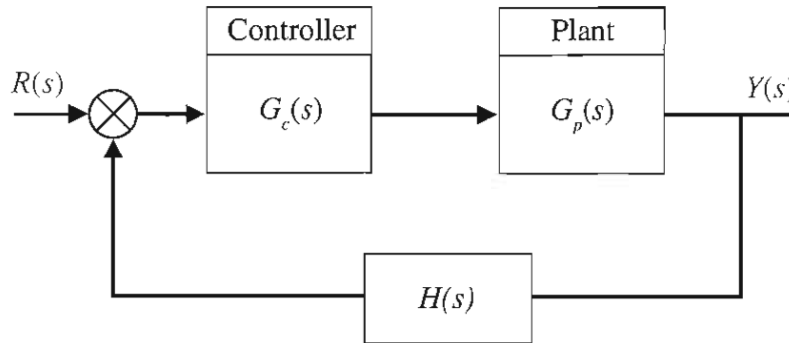 Controller
Plant
R(s)
G_c(s)
G_p(s)
Y(s)
H(s)